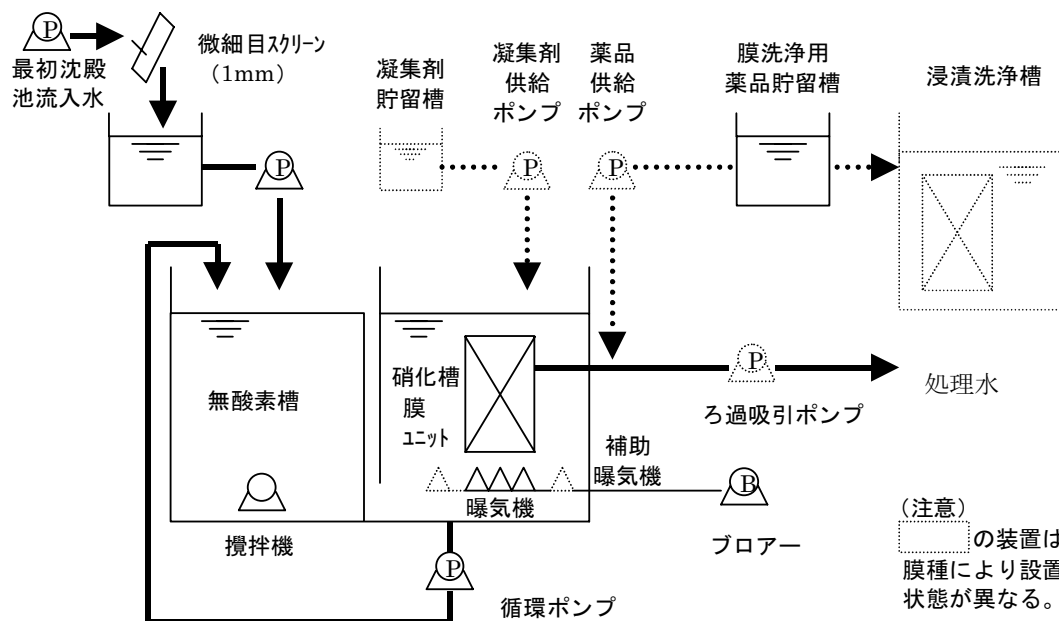 P
最初沈殿
池流入水
微細目スクリーン
（1mm）
凝集剤
貯留槽
凝集剤
供給
ポンプ
薬品
供給
ポンプ
膜洗浄用
薬品貯留槽
浸漬洗浄槽
P
P
P
無酸素槽
硝化槽
膜
ユニット
P
処理水
ろ過吸引ポンプ
補助
曝気機
曝気機
B
ブロアー
攪拌機
P
循環ポンプ
（注意）
の装置は
膜種により設置
状態が異なる。